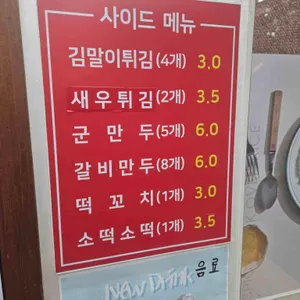 사이드 메뉴
김말이튀김(4개) 3.0
새우튀김(2개) 3.5
군만두(5개) 6.0
갈비만두(8개) 6.0
떡꼬치(1개) 3.0
소떡소떡(1개) 3.5
New Drink 음료